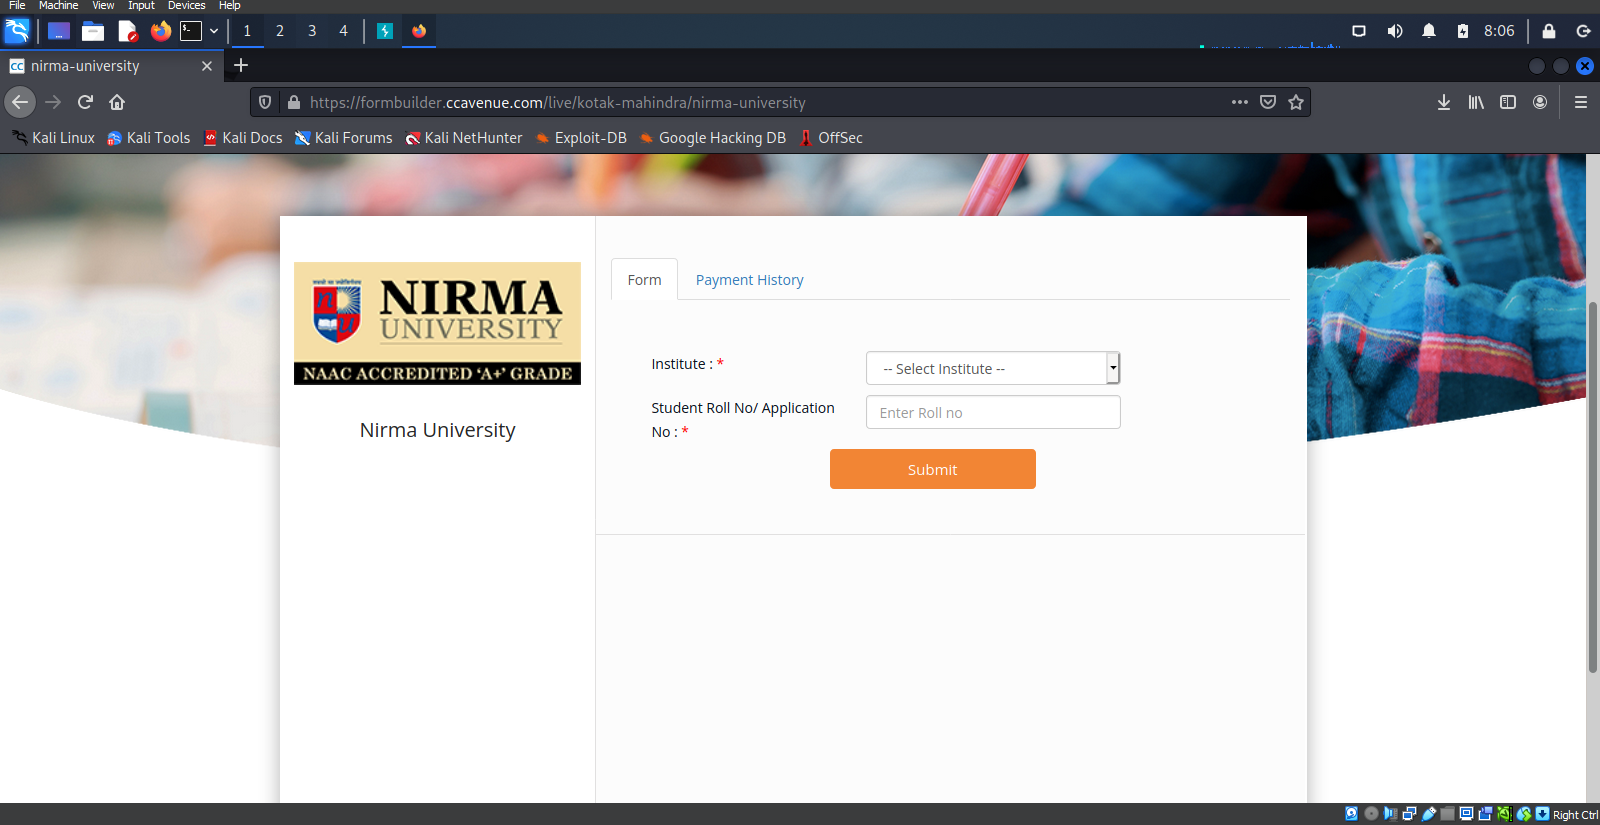 File Machine View Input Devices Help
1 2 3 4 8:06
nirma-university
https://formbuilder.ccavenue.com/live/kotak-mahindra/nirma-university
Kali Linux Kali Tools Kali Docs Kali Forums Kali NetHunter Exploit-DB Google Hacking DB OffSec
NIRMA
UNIVERSITY
NAAC ACCREDITED ‘A+’ GRADE
Nirma University
Form Payment History
Institute : * -- Select Institute --
Student Roll No/ Application
No : *
Enter Roll no
Submit
Right Ctrl